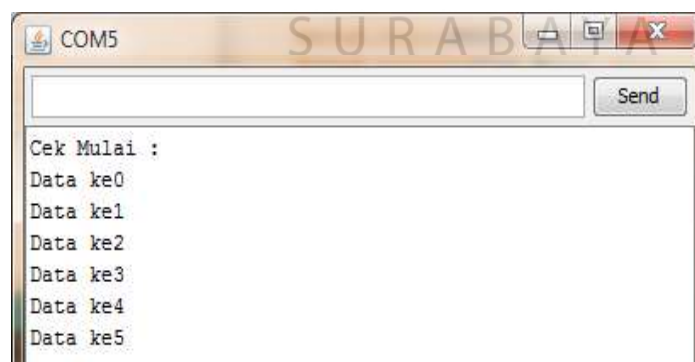 COM5
SURABAYA
Send
Cek Mulai :
Data ke0
Data ke1
Data ke2
Data ke3
Data ke4
Data ke5